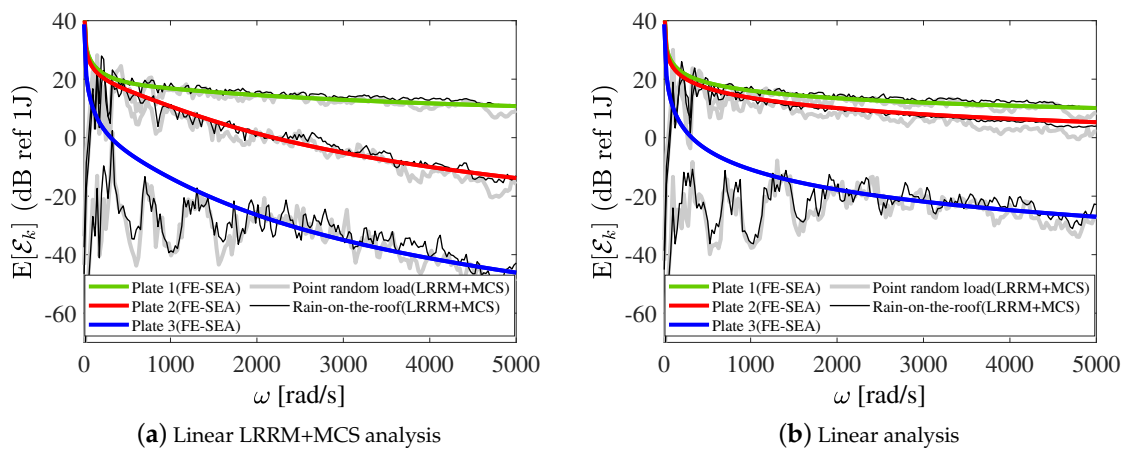 40
20
0
-20
-40
-60
E[ℰₖ] (dB ref 1J)
Plate 1(FE-SEA)
Plate 2(FE-SEA)
Plate 3(FE-SEA)
Point random load(LRRM+MCS)
Rain-on-the-roof(LRRM+MCS)
0 1000 2000 3000 4000 5000
ω [rad/s]
(a) Linear LRRM+MCS analysis
40
20
0
-20
-40
-60
E[ℰₖ] (dB ref 1J)
Plate 1(FE-SEA)
Plate 2(FE-SEA)
Plate 3(FE-SEA)
Point random load(LRRM+MCS)
Rain-on-the-roof(LRRM+MCS)
0 1000 2000 3000 4000 5000
ω [rad/s]
(b) Linear analysis